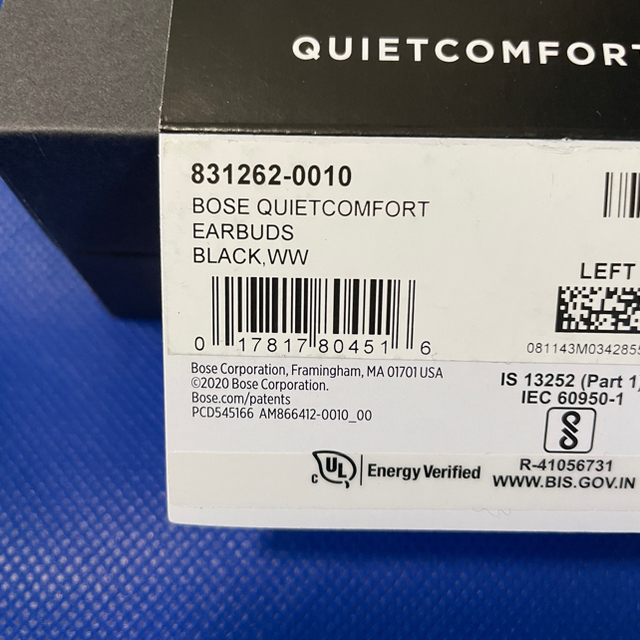 QUIETCOMFORT
831262-0010
BOSE QUIETCOMFORT
EARBUDS
BLACK,WW
0 17817 80451 6
LEFT
Bose Corporation, Framingham, MA 01701 USA
©2020 Bose Corporation.
Bose.com/patents
PCD545166 AM866412-0010_00
IS 13252 (Part 1)
IEC 60950-1
c UL Energy Verified
R-41056731
WWW.BIS.GOV.IN